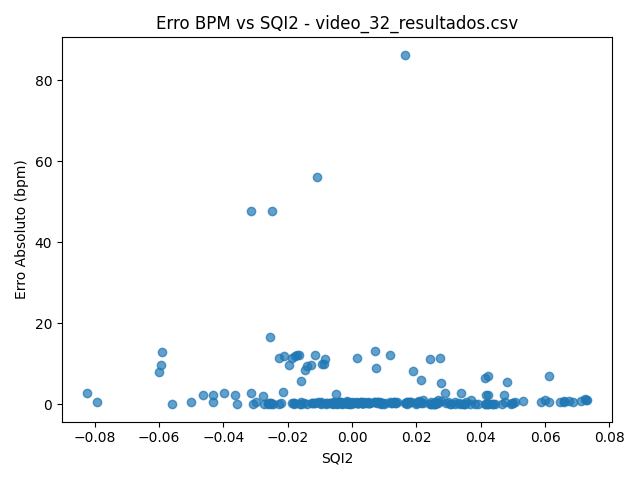 Erro BPM vs SQI2 - video_32_resultados.csv
Erro Absoluto (bpm)
80
60
40
20
0
−0.08 −0.06 −0.04 −0.02 0.00 0.02 0.04 0.06 0.08
SQI2